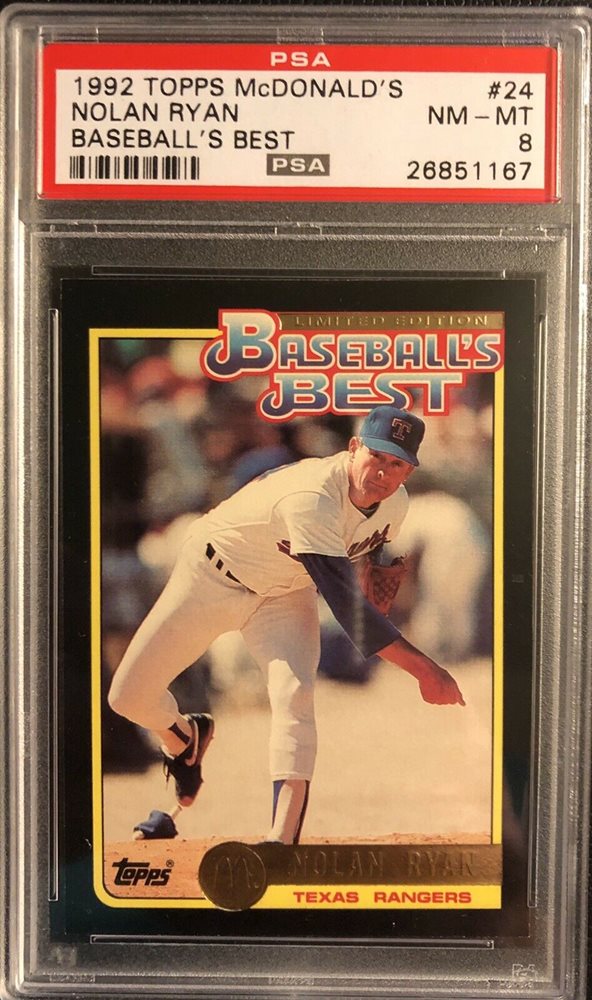 PSA
1992 TOPPS McDONALD'S #24
NOLAN RYAN NM - MT
BASEBALL'S BEST 8
PSA 26851167
LIMITED EDITION
BASEBALL'S
BEST
T
topps®
M NOLAN RYAN
TEXAS RANGERS